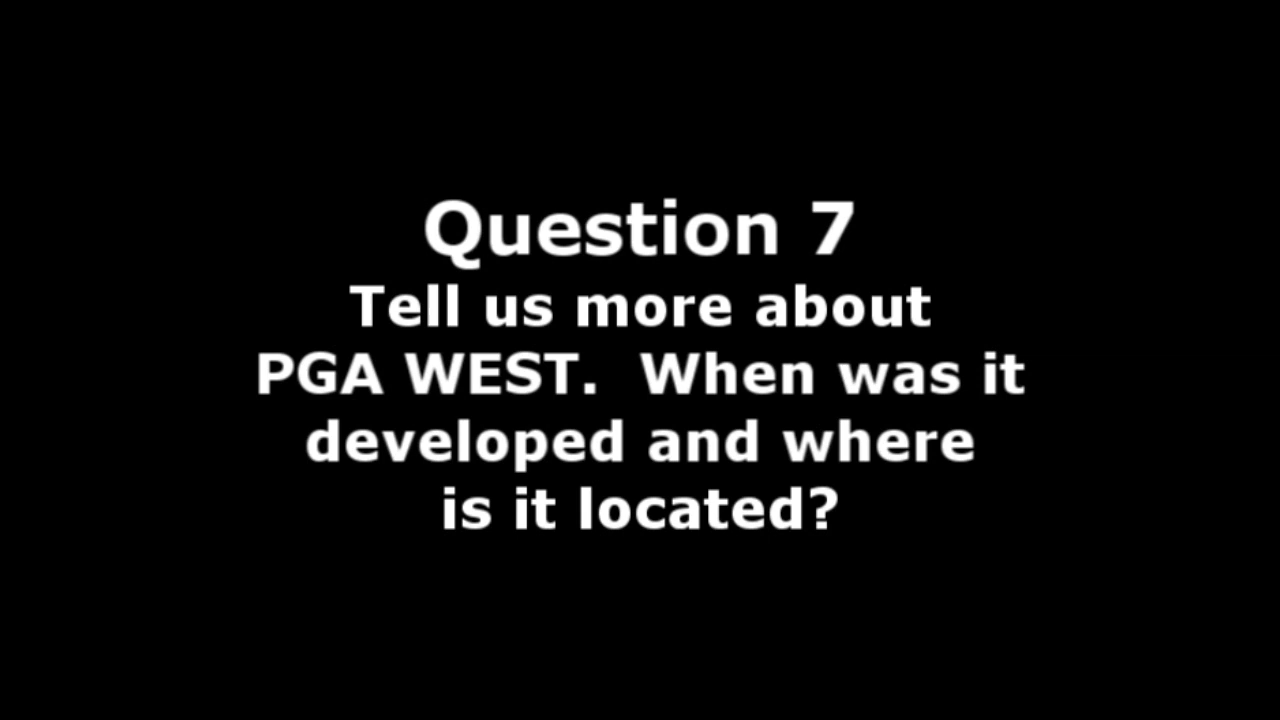 Question 7
Tell us more about
PGA WEST.  When was it
developed and where
is it located?